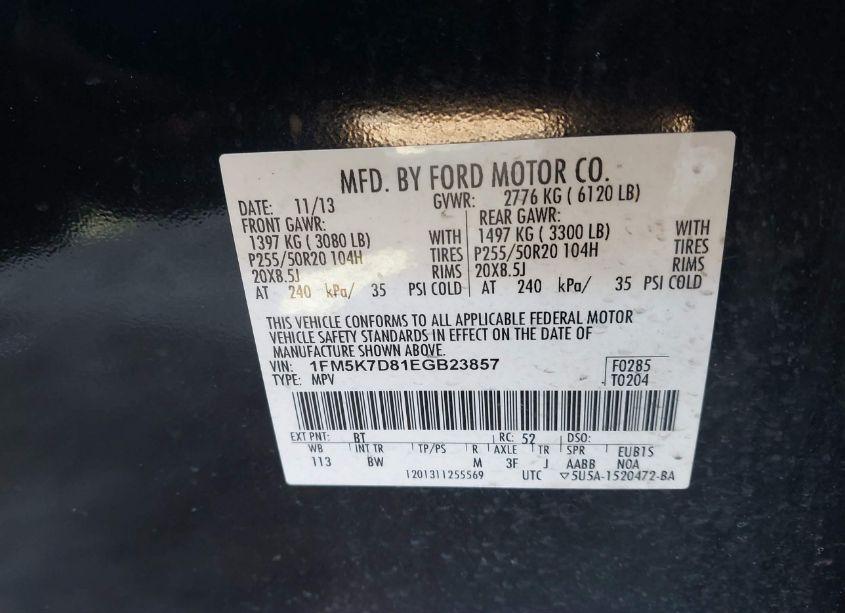 MFD. BY FORD MOTOR CO.
DATE: 11/13 GVWR: 2776 KG ( 6120 LB)
FRONT GAWR: REAR GAWR:
1397 KG ( 3080 LB) WITH 1497 KG ( 3300 LB) WITH
P255/50R20 104H TIRES P255/50R20 104H TIRES
20X8.5J RIMS 20X8.5J RIMS
AT 240 kPa/ 35 PSI COLD AT 240 kPa/ 35 PSI COLD
THIS VEHICLE CONFORMS TO ALL APPLICABLE FEDERAL MOTOR
VEHICLE SAFETY STANDARDS IN EFFECT ON THE DATE OF
MANUFACTURE SHOWN ABOVE.
VIN: 1FM5K7D81EGB23857 F0285
TYPE: MPV T0204
EXT PNT: BT RC: 52 DSO:
WB INT TR TP/PS R AXLE TR SPR EUB1S
113 BW M 3F J AABB N0A
1201311255569 UTC ▽5U5A-1520472-BA